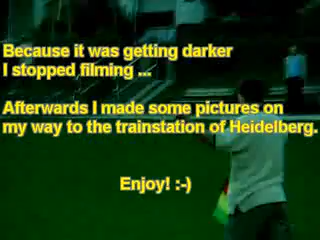 Because it was getting darker
I stopped filming ...
Afterwards I made some pictures on
my way to the trainstation of Heidelberg.
Enjoy! :-)